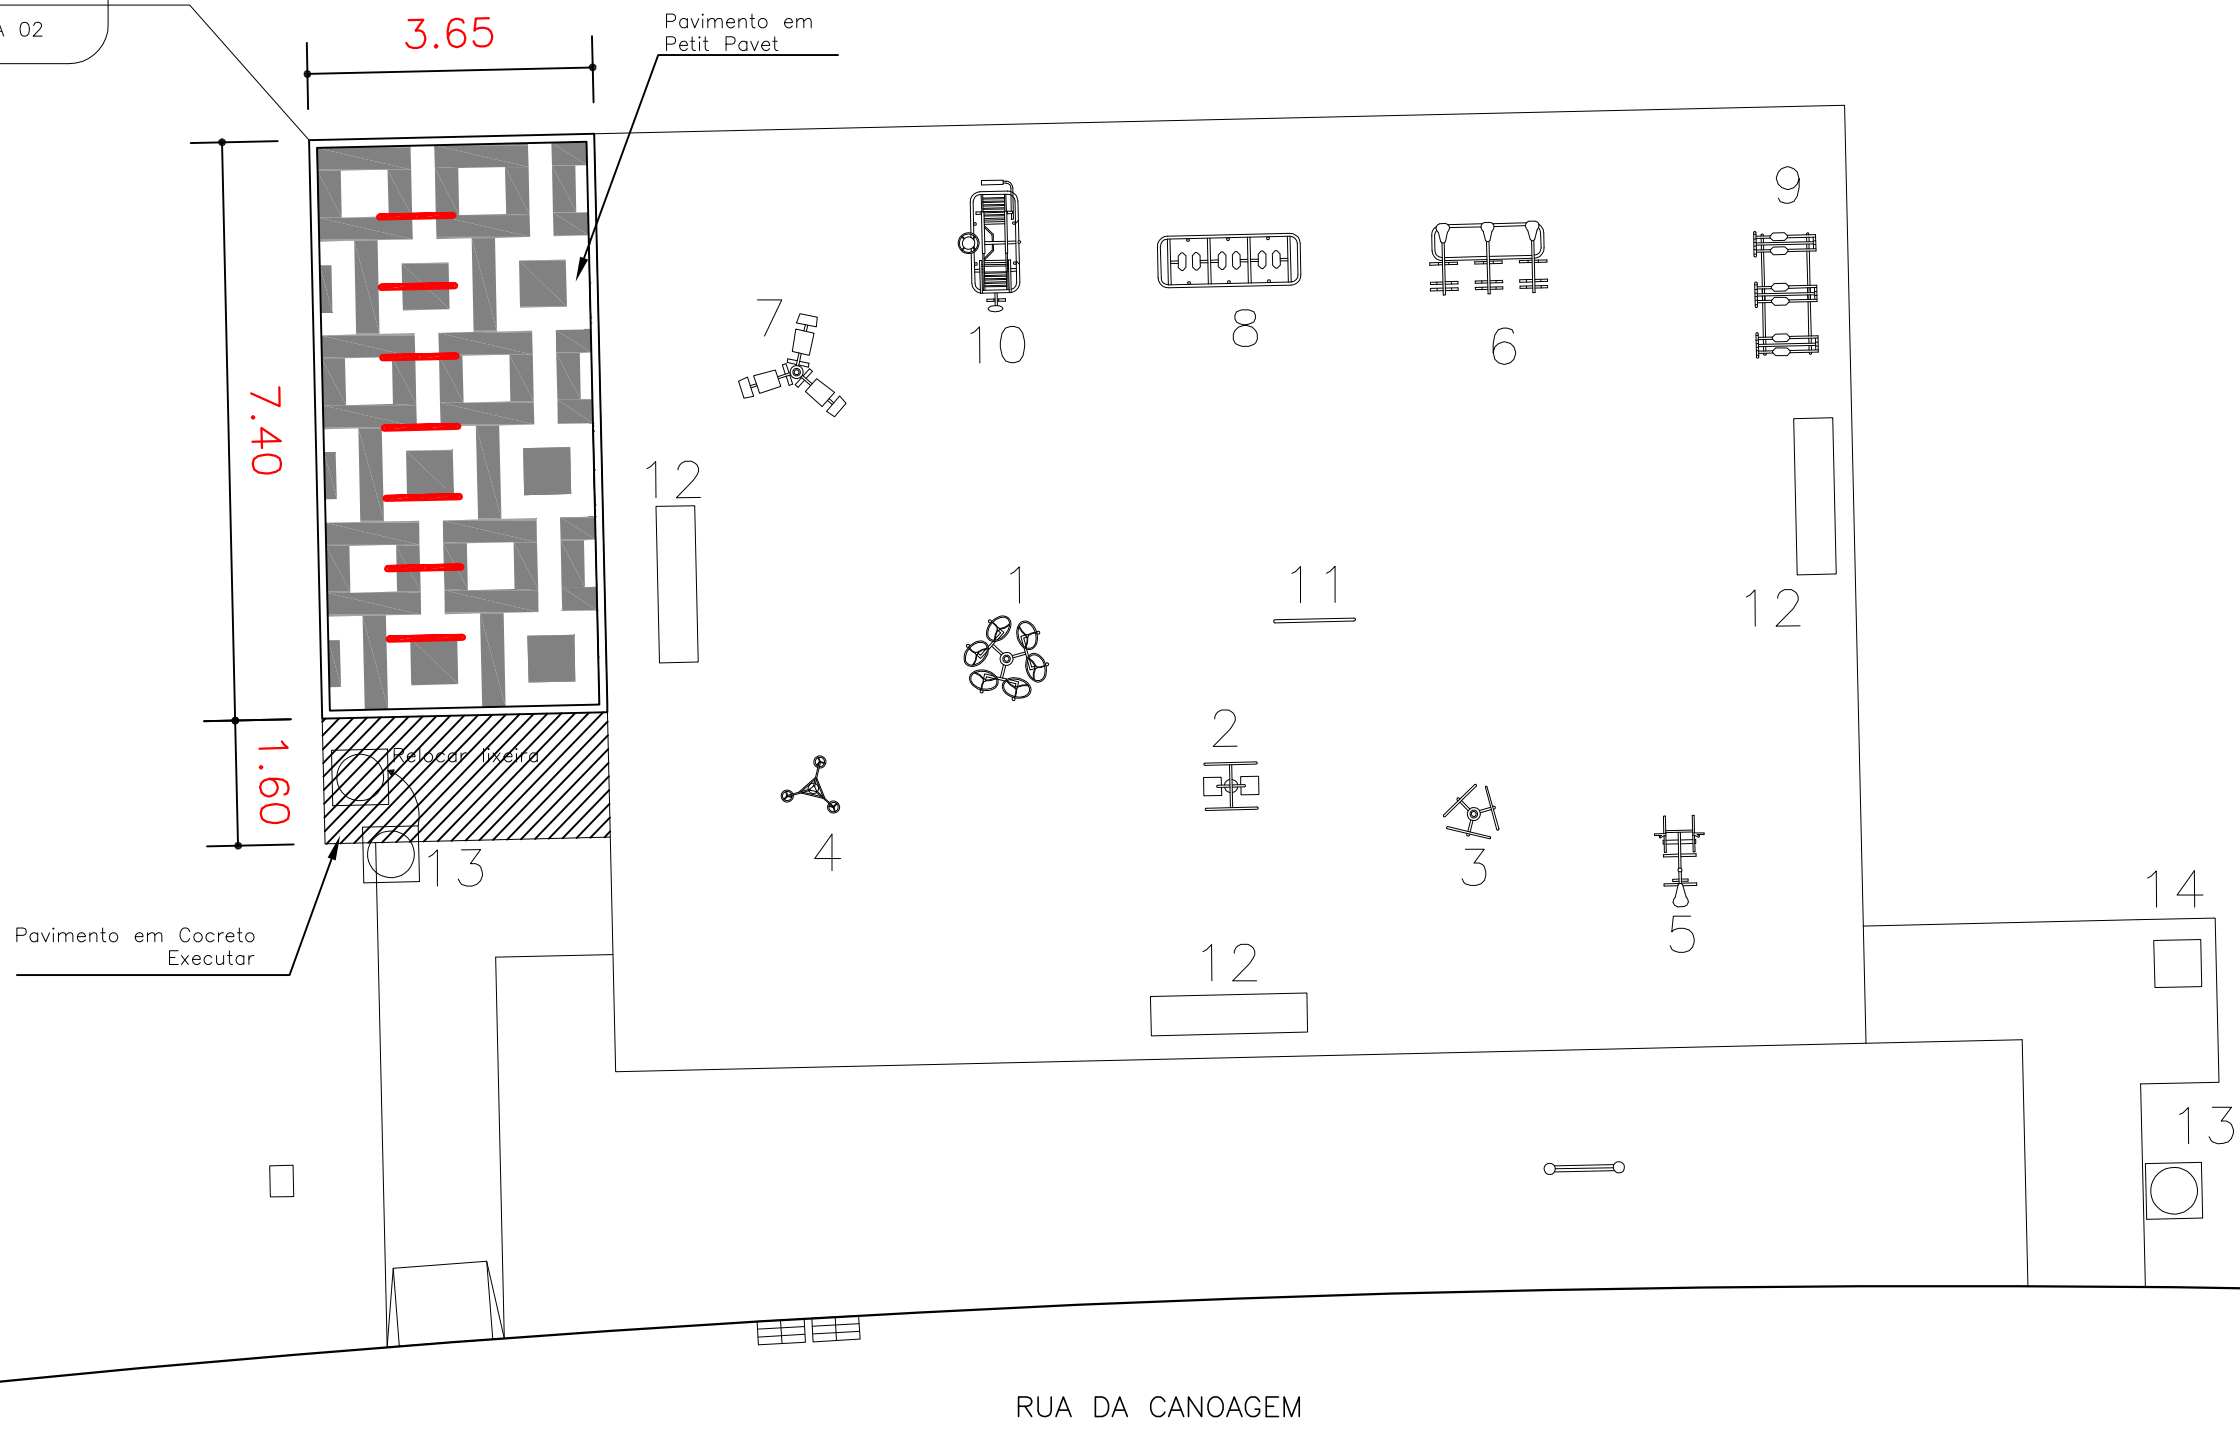 A 02
3.65
Pavimento em
Petit Pavet
9
7
10
8
6
7.40
12
1
11
12
2
1.60
Relocar lixeira
4
13
3
14
5
Pavimento em Cocreto
Executar
12
13
RUA DA CANOAGEM